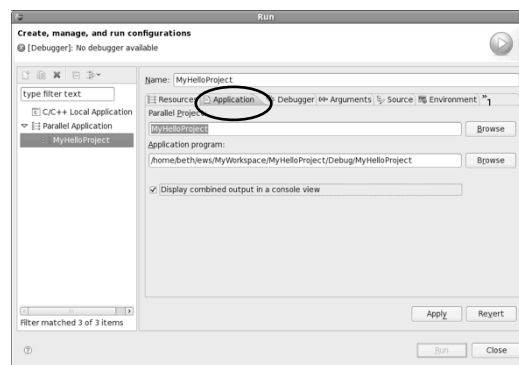 Run
Create, manage, and run configurations
[Debugger]: No debugger available
type filter text
C/C++ Local Application
Parallel Application
MyHelloProject
Filter matched 3 of 3 items
Name: MyHelloProject
Resources Application Debugger Arguments Source Environment "1
Parallel Project:
MyHelloProject Browse
Application program:
/home/beth/ews/MyWorkspace/MyHelloProject/Debug/MyHelloProject Browse
Display combined output in a console view
Apply Revert
Run Close